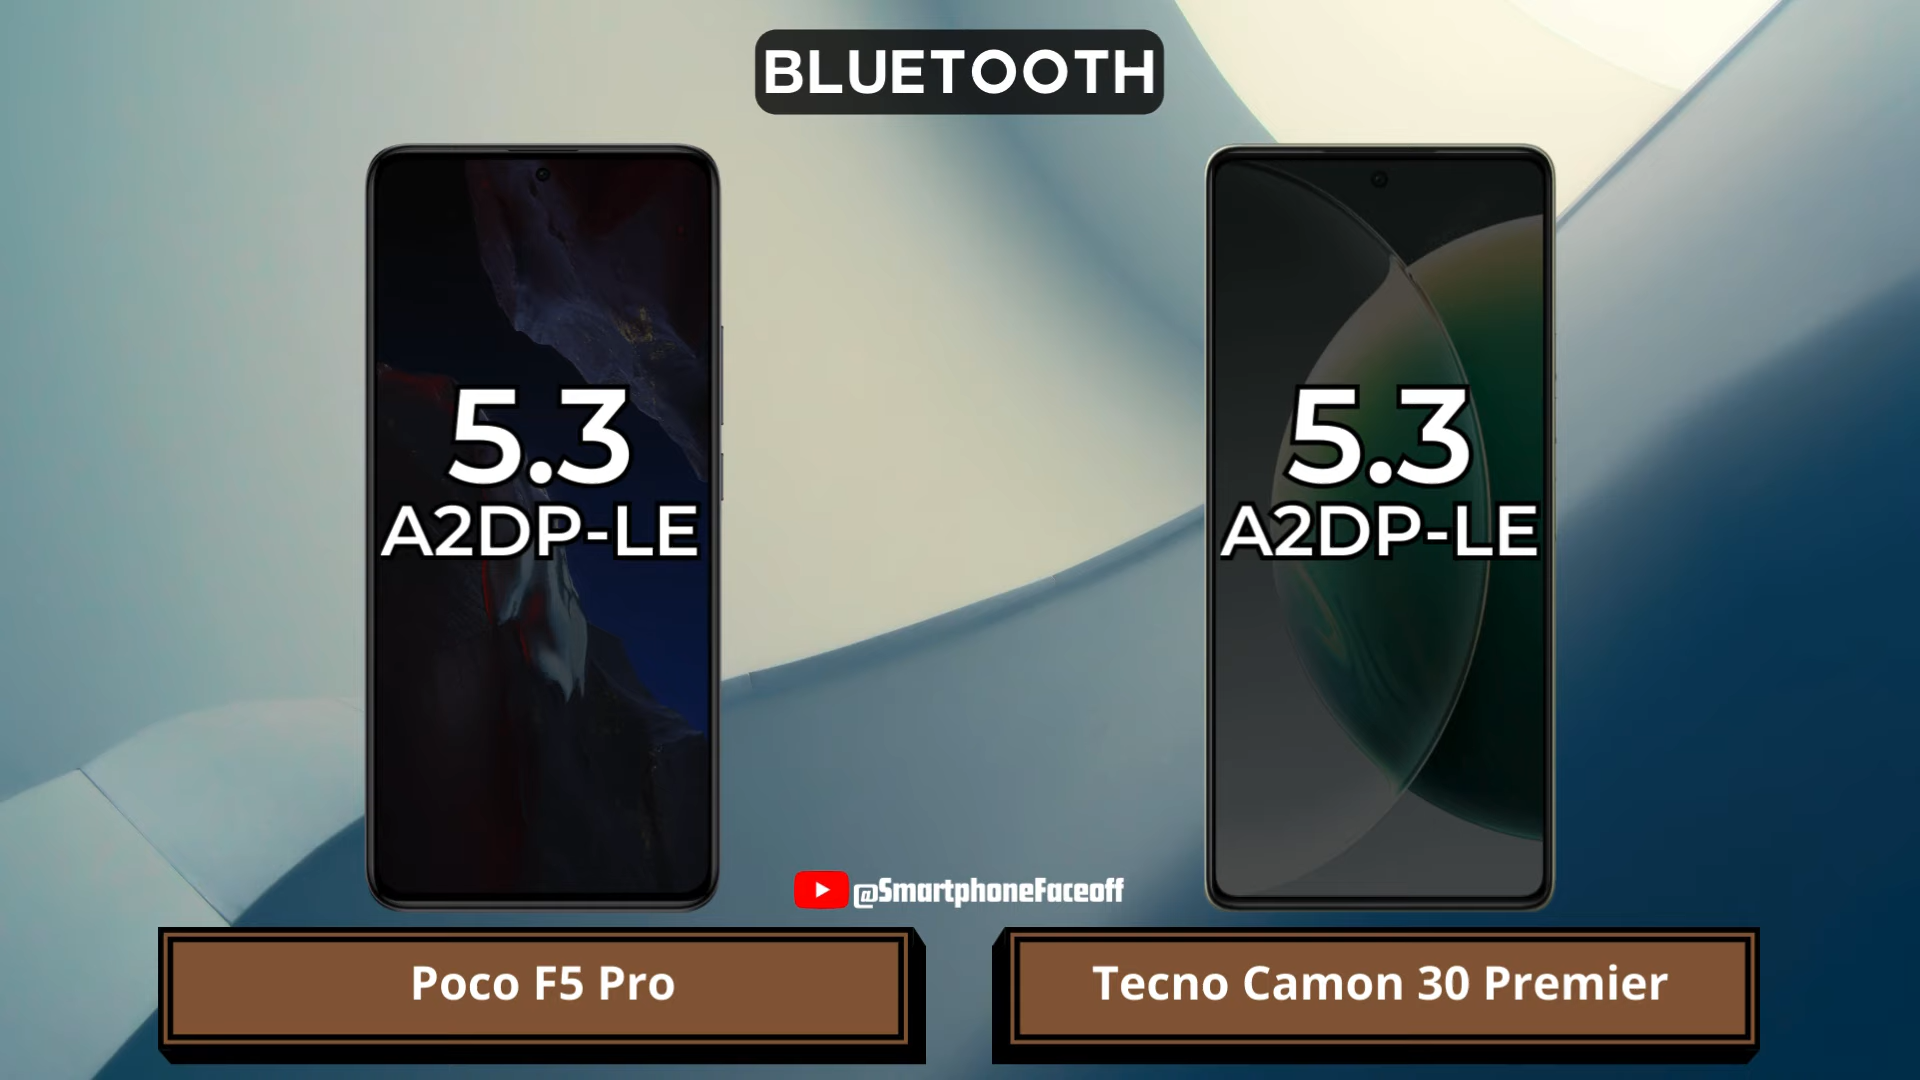 BLUETOOTH
5.3
A2DP-LE
5.3
A2DP-LE
@SmartphoneFaceoff
Poco F5 Pro
Tecno Camon 30 Premier